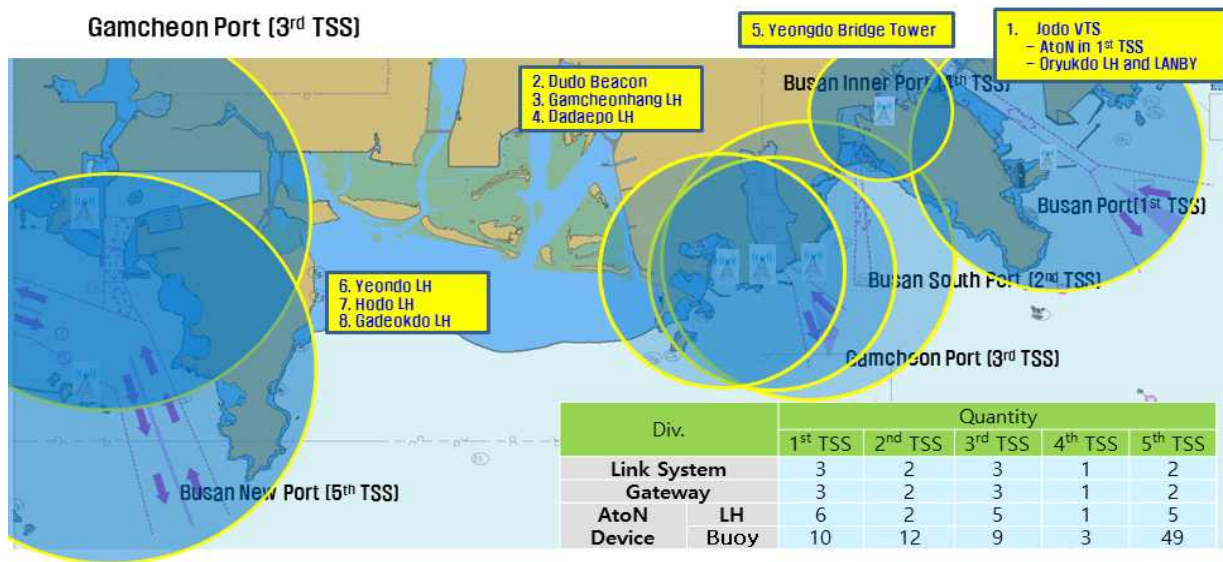 Gamcheon Port (3rd TSS)
5. Yeongdo Bridge Tower
1. Jodo VTS
– AtoN in 1st TSS
– Oryukdo LH and LANBY
2. Dudo Beacon
3. Gamcheonhang LH
4. Dadaepo LH
Busan Inner Port (4th TSS)
Busan Port(1st TSS)
Busan South Port (2nd TSS)
Gamcheon Port (3rd TSS)
6. Yeondo LH
7. Hodo LH
8. Gadeokdo LH
Busan New Port (5th TSS)
Div. Quantity
1st TSS 2nd TSS 3rd TSS 4th TSS 5th TSS
Link System 3 2 3 1 2
Gateway 3 2 3 1 2
AtoN Device LH 6 2 5 1 5
Buoy 10 12 9 3 49